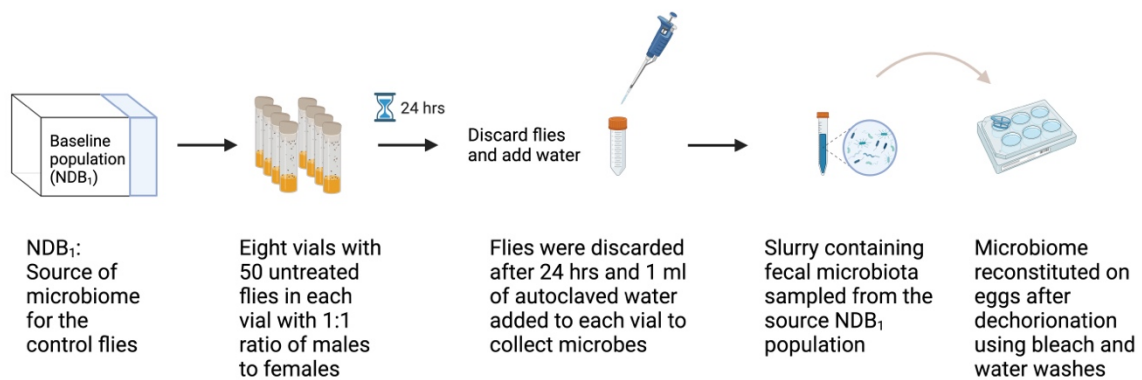 Baseline
population
(NDB₁)
24 hrs
Discard flies
and add water
NDB₁:
Source of
microbiome
for the
control flies
Eight vials with
50 untreated
flies in each
vial with 1:1
ratio of males
to females
Flies were discarded
after 24 hrs and 1 ml
of autoclaved water
added to each vial to
collect microbes
Slurry containing
fecal microbiota
sampled from the
source NDB₁
population
Microbiome
reconstituted on
eggs after
dechorionation
using bleach and
water washes